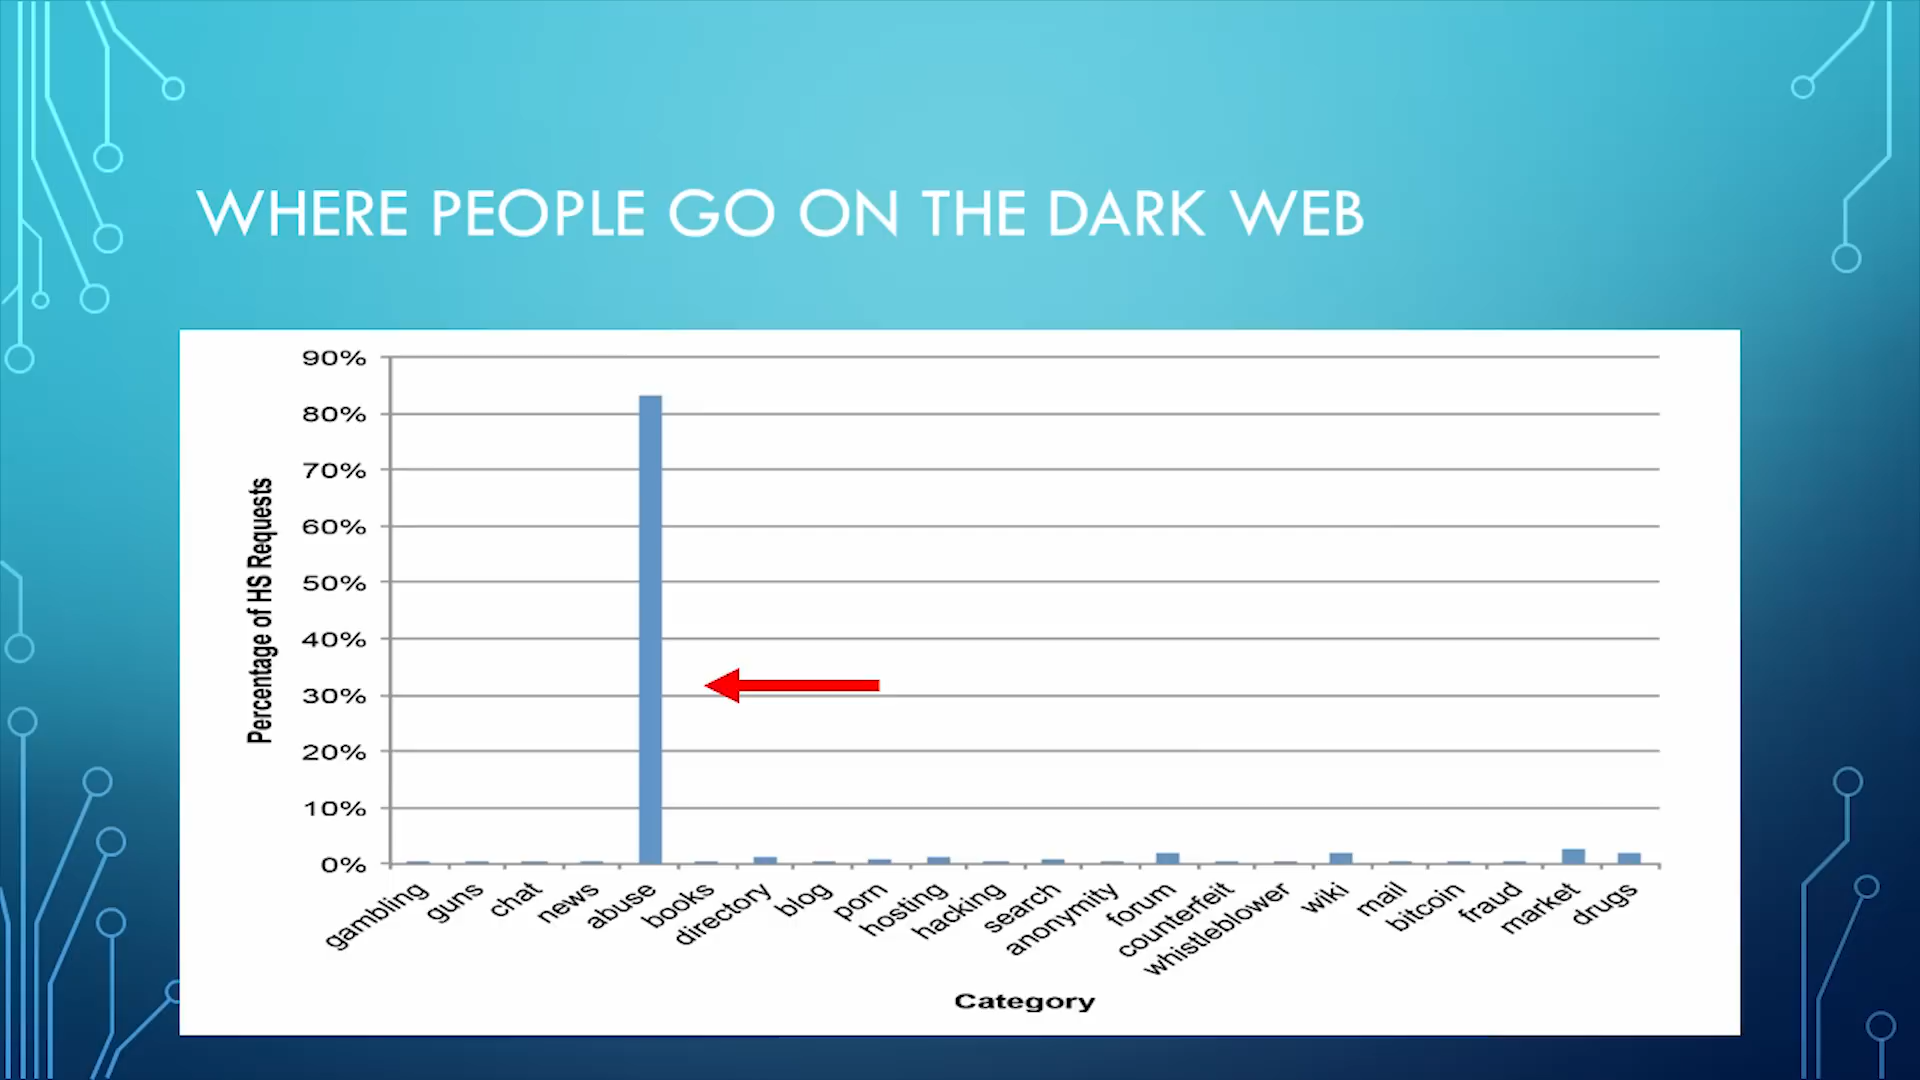 WHERE PEOPLE GO ON THE DARK WEB
90%
80%
70%
60%
50%
40%
30%
20%
10%
0%
Percentage of HS Requests
gambling
guns
chat
news
abuse
books
directory
blog
porn
hosting
hacking
search
anonymity
forum
counterfeit
whistleblower
wiki
mail
bitcoin
fraud
market
drugs
Category